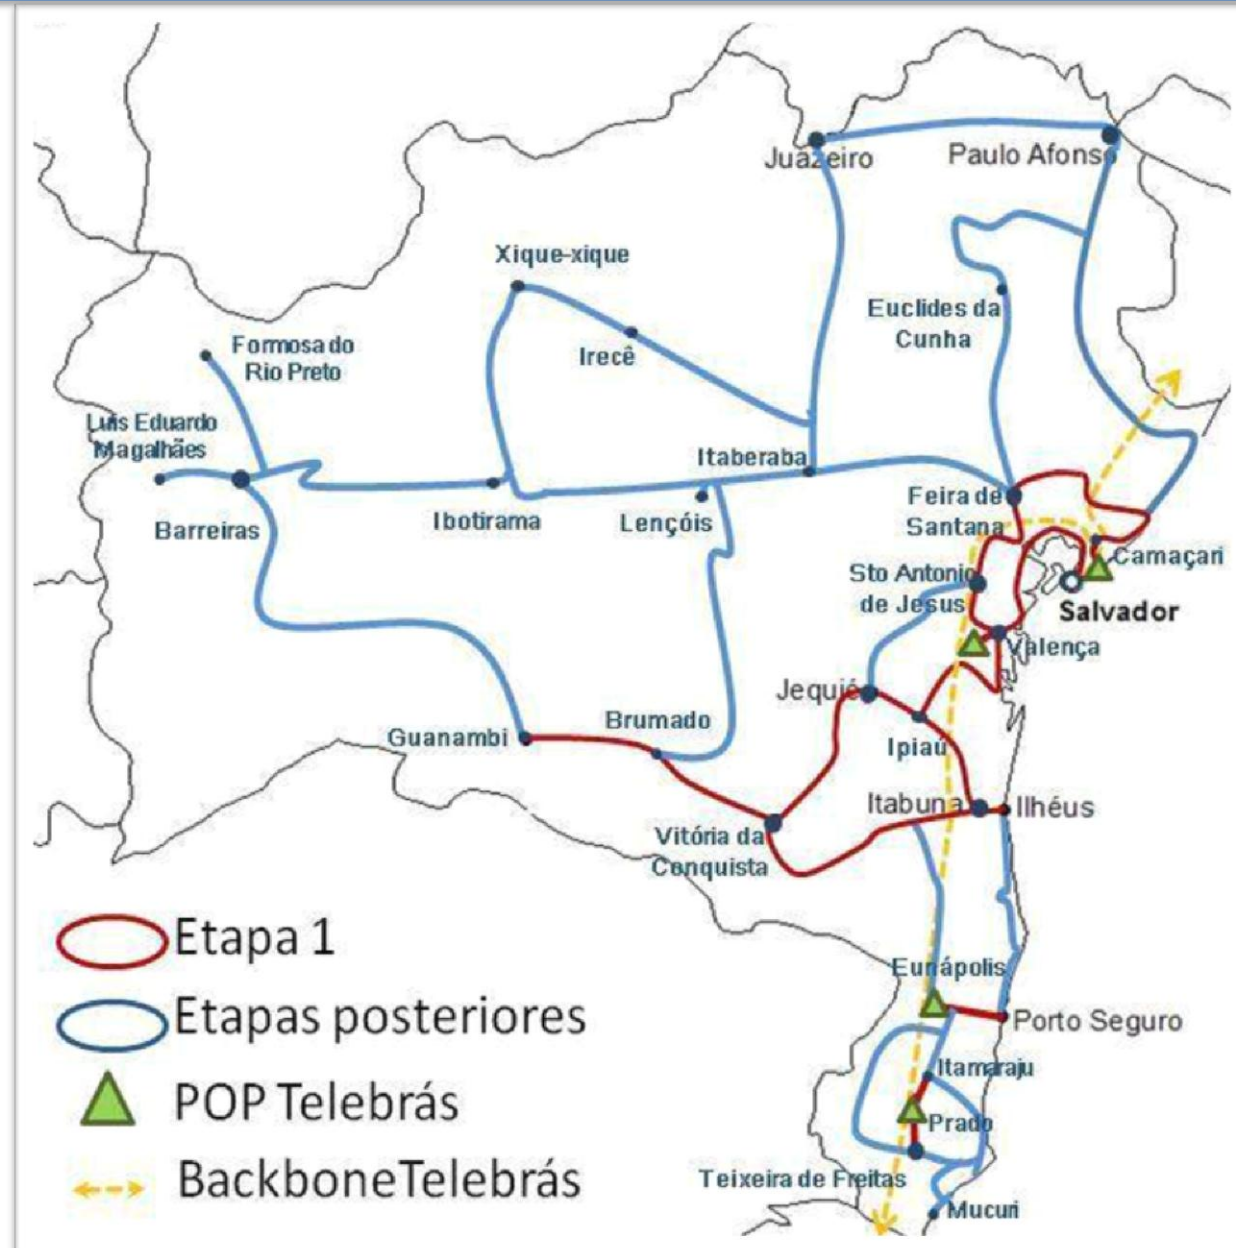 Juazeiro
Paulo Afonso
Xique-xique
Euclides da
Cunha
Irecê
Formosa do
Rio Preto
Luis Eduardo
Magalhães
Itaberaba
Feira de
Santana
Barreiras
Ibotirama
Lençóis
Camaçari
Sto Antonio
de Jesus
Salvador
Valença
Jequié
Guanambi
Brumado
Ipiaú
Itabuna
Ilhéus
Vitória da
Conquista
Etapa 1
Eunápolis
Etapas posteriores
Porto Seguro
Itamaraju
POP Telebrás
Prado
Teixeira de Freitas
BackboneTelebrás
Mucuri